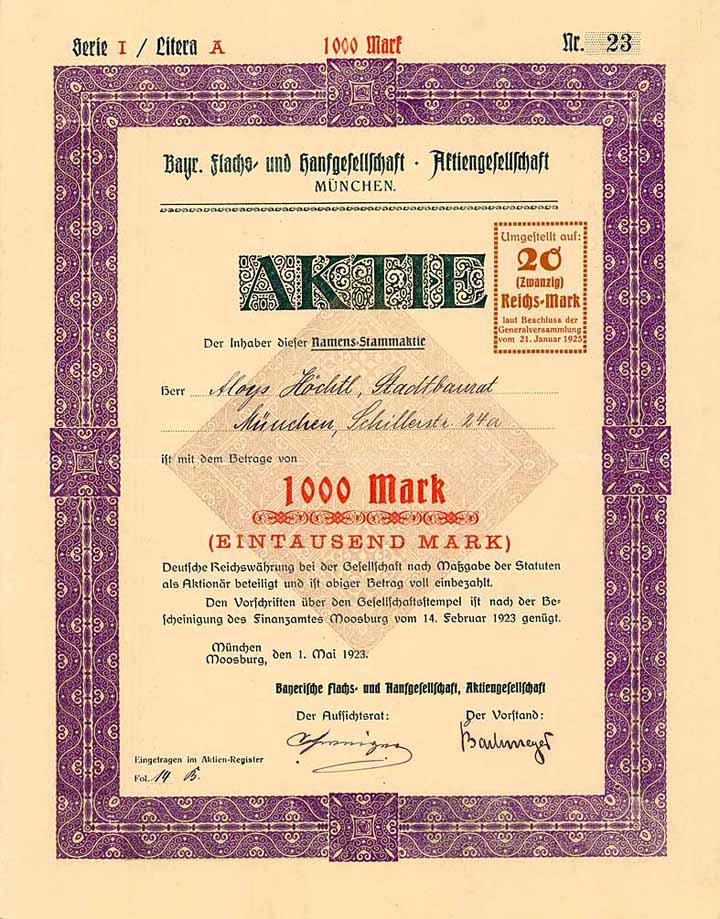 Serie I / Litera A 1000 Mark Nr. 23
Bayr. Flachs- und Hanfgesellschaft · Aktiengesellschaft
MÜNCHEN.
AKTIE
Umgestellt auf:
20
(Zwanzig)
Reichs-Mark
laut Beschluss der
Generalversammlung
vom 21. Januar 1925
Der Inhaber dieser Namens-Stammaktie
Herr Aloys Höchtl, Stadtbaurat
München, Schillerstr. 24a
ist mit dem Betrage von
1000 Mark
(EINTAUSEND MARK)
Deutsche Reichswährung bei der Gesellschaft nach Maßgabe der Statuten
als Aktionär beteiligt und ist obiger Betrag voll einbezahlt.
Den Vorschriften über den Gesellschaftsstempel ist nach der Be-
scheinigung des Finanzamtes Moosburg vom 14. Februar 1923 genügt.
München
Moosburg, den 1. Mai 1923.
Bayerische Flachs- und Hanfgesellschaft, Aktiengesellschaft
Der Aufsichtsrat: Der Vorstand:
Eingetragen im Aktien-Register
Fol. 14